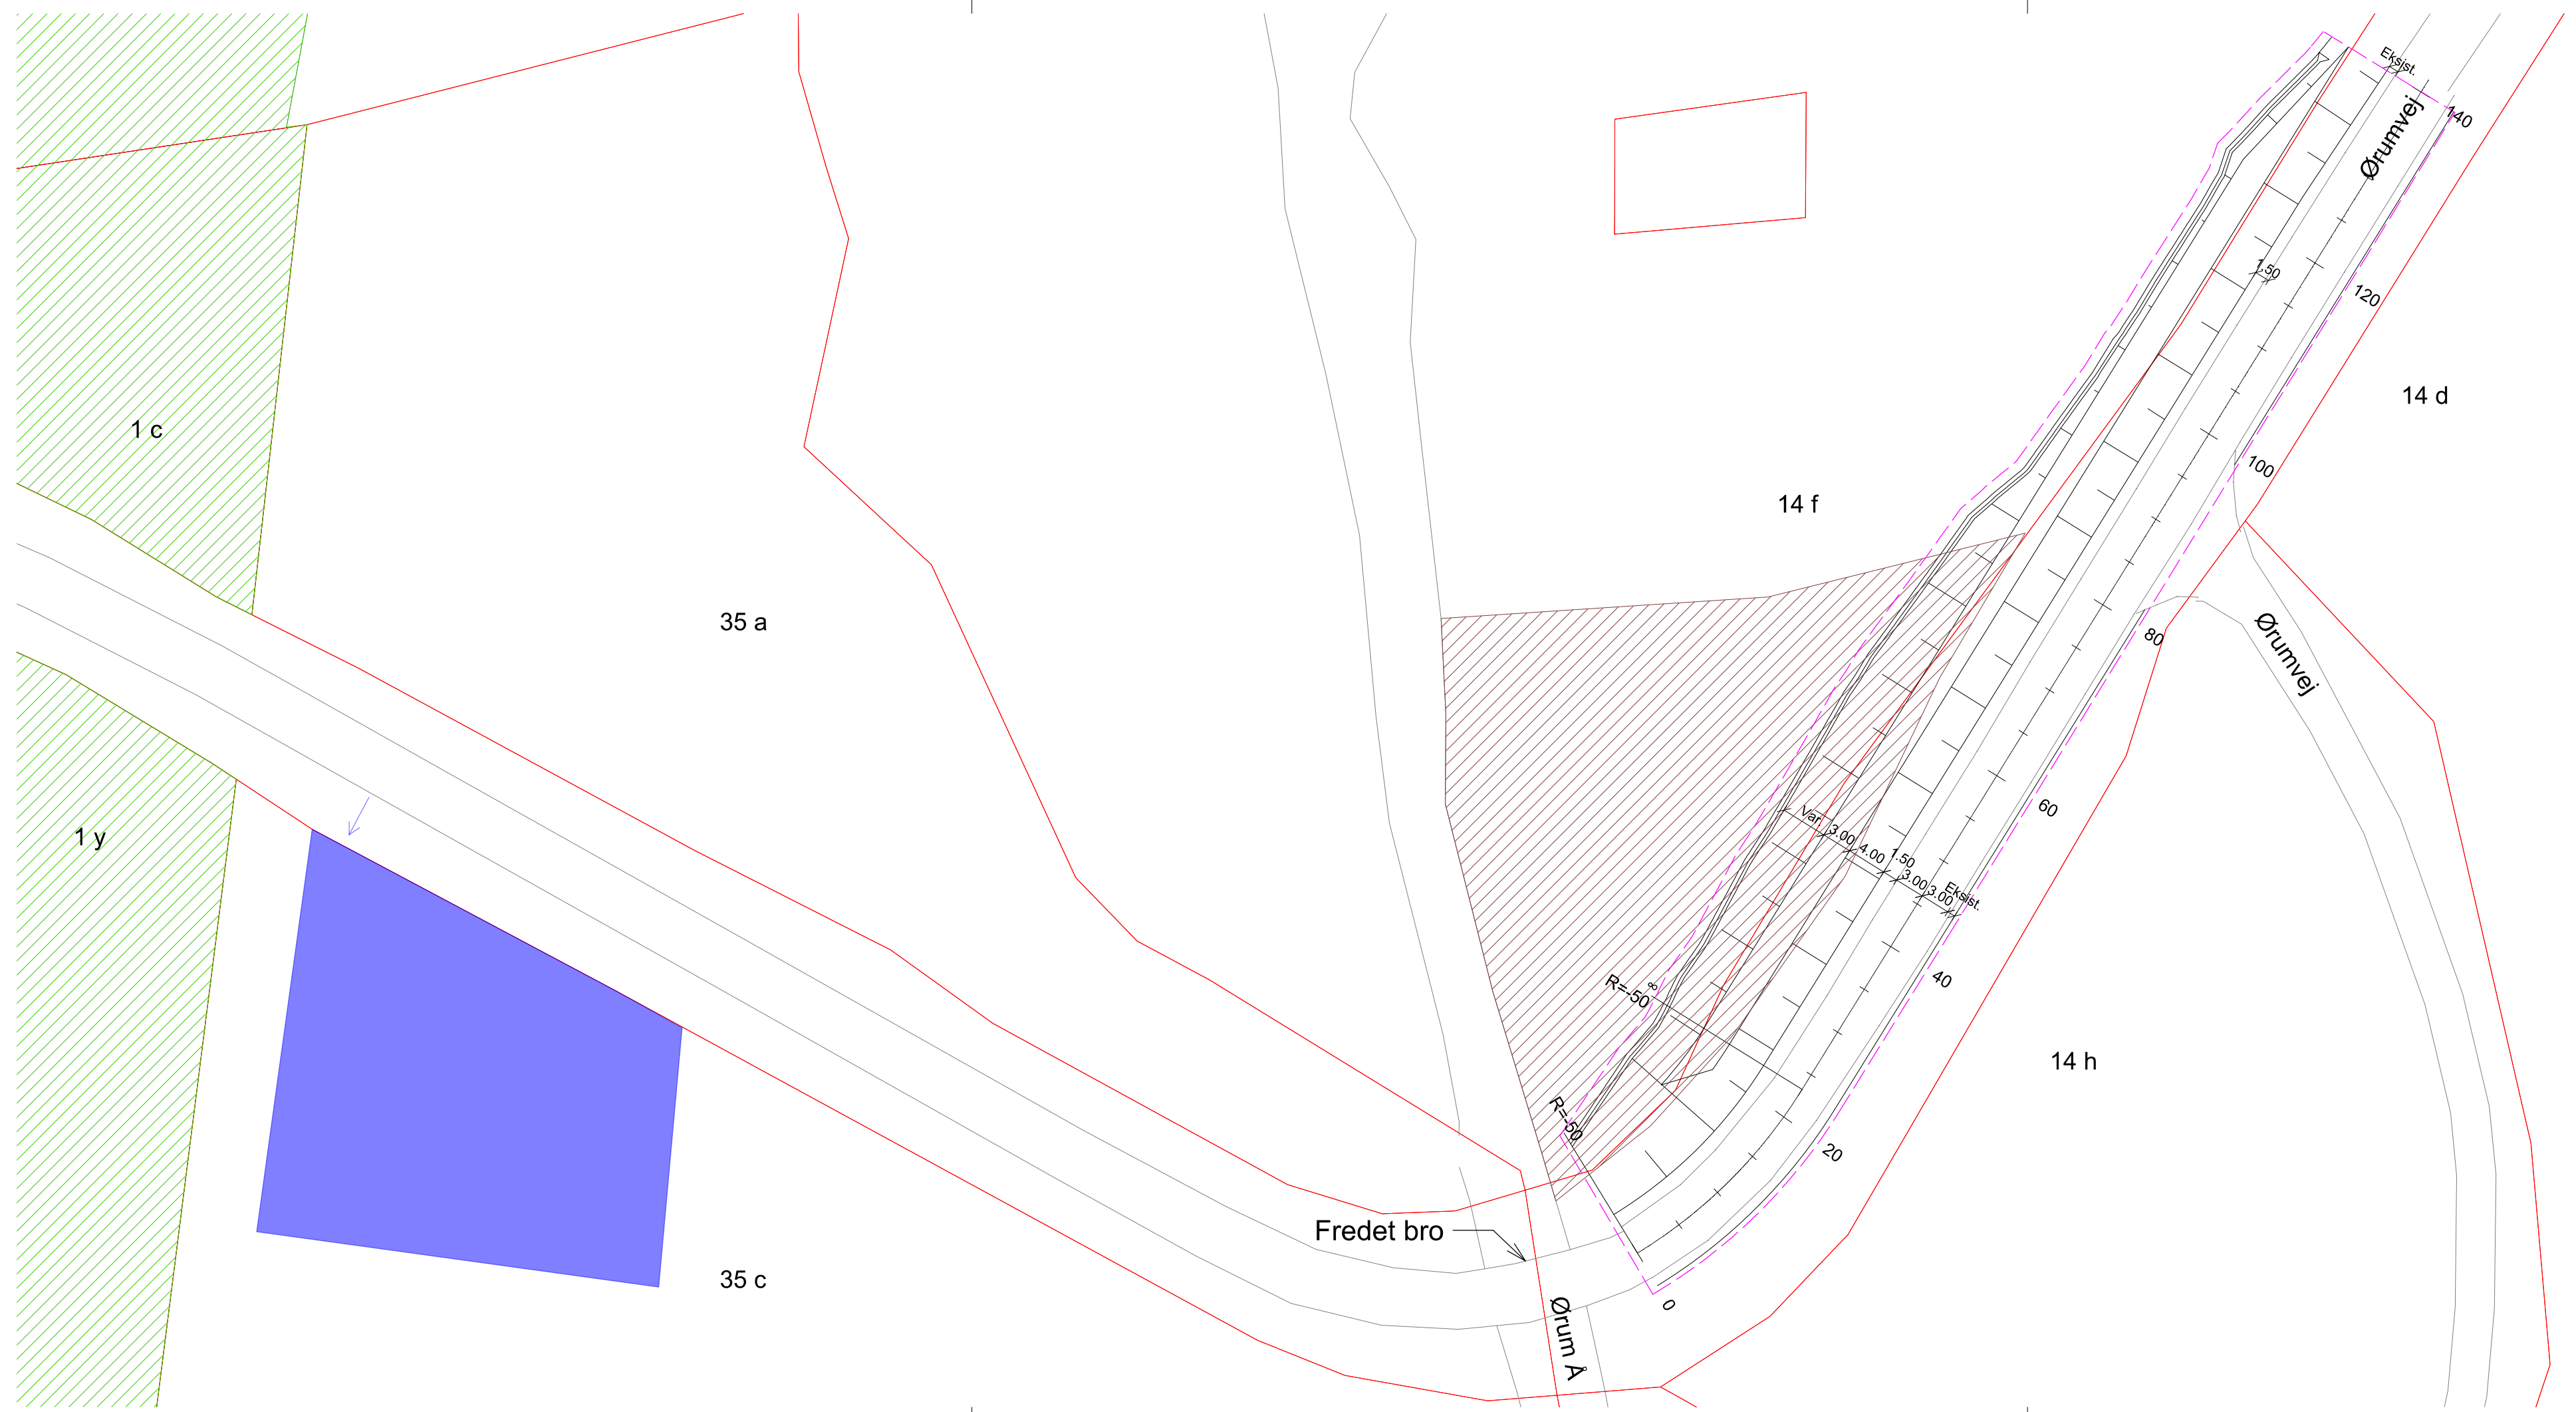 Eksist.
Ørumvej
140
1.50
120
14 d
1 c
100
14 f
35 a
80
Ørumvej
60
1 y
Var.
3.00
4.00
1.50
3.00
3.00
Eksist.
R=-50
∞
40
14 h
R=-50
20
Fredet bro
35 c
0
Ørum Å